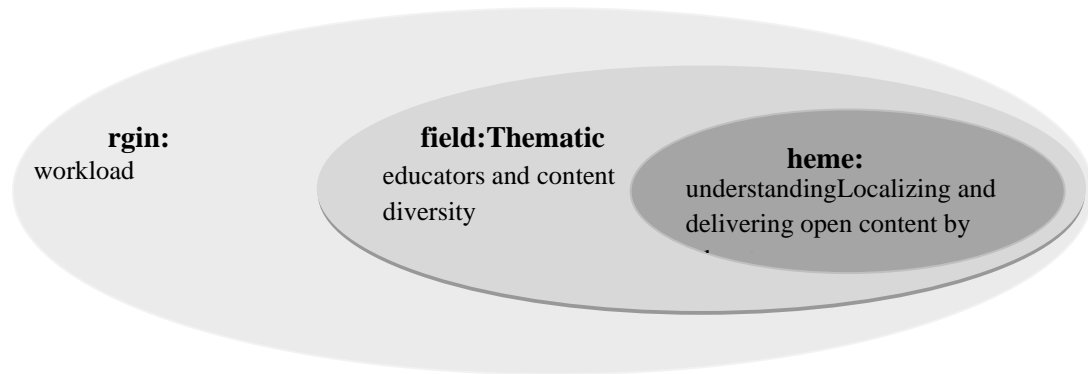 rgin:
workload
field:Thematic
educators and content
diversity
heme:
understandingLocalizing and
delivering open content by